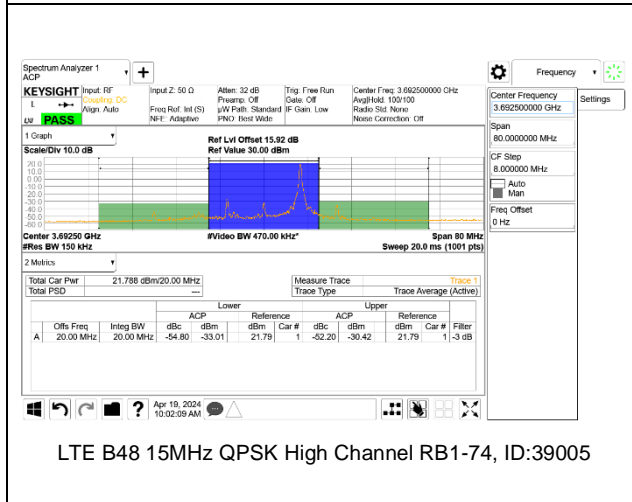 Spectrum Analyzer 1
ACP
+
Frequency
KEYSIGHT
Input: RF
Coupling: DC
Align: Auto
Input Z: 50 Ω
Freq Ref: Int (S)
NFE: Adaptive
Atten: 32 dB
Preamp: Off
µW Path: Standard
PNO: Best Wide
Trig: Free Run
Gate: Off
IF Gain: Low
Center Freq: 3.692500000 GHz
Avg|Hold: 100/100
Radio Std: None
Noise Correction: Off
L
PASS
Center Frequency
3.692500000 GHz
Settings
Span
80.0000000 MHz
CF Step
8.000000 MHz
Auto
Man
Freq Offset
0 Hz
1 Graph
Scale/Div 10.0 dB
Ref Lvl Offset 15.92 dB
Ref Value 30.00 dBm
20.0
10.0
0.00
-10.0
-20.0
-30.0
-40.0
-50.0
-60.0
Center 3.69250 GHz
#Video BW 470.00 kHz*
Span 80 MHz
#Res BW 150 kHz
Sweep 20.0 ms (1001 pts)
2 Metrics
Total Car Pwr 21.788 dBm/20.00 MHz
Total PSD ---
Measure Trace Trace 1
Trace Type Trace Average (Active)
Lower Upper
ACP Reference ACP Reference
Offs Freq Integ BW dBc dBm dBm Car # dBc dBm dBm Car # Filter
A 20.00 MHz 20.00 MHz -54.80 -33.01 21.79 1 -52.20 -30.42 21.79 1 -3 dB
?
Apr 19, 2024
10:02:09 AM
LTE B48 15MHz QPSK High Channel RB1-74, ID:39005